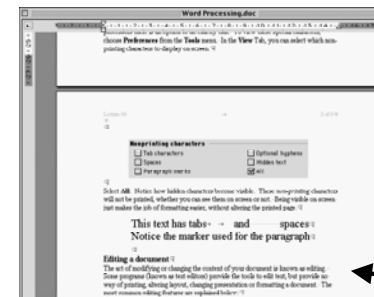 Word Processing.doc
choose Preferences from the Tools menu. In the View Tab, you can select which non-
printing characters to display on screen. ¶
Nonprinting characters
Tab characters
Optional hyphens
Spaces
Hidden text
Paragraph marks
All
Select All. Notice how hidden characters become visible. These non-printing characters
will not be printed, whether you can see them on screen or not. Being visible on screen
just makes the job of formatting easier, without altering the printed page. ¶
This text has tabs → → and spaces ¶
Notice the marker used for the paragraph ¶
Editing a document ¶
The act of modifying or changing the content of your document is known as editing.
Some programs (known as text editors) provide the tools to edit text, but provide no
way of printing, altering layout, changing presentation or formatting a document. The
most common editing features are explained below: ¶